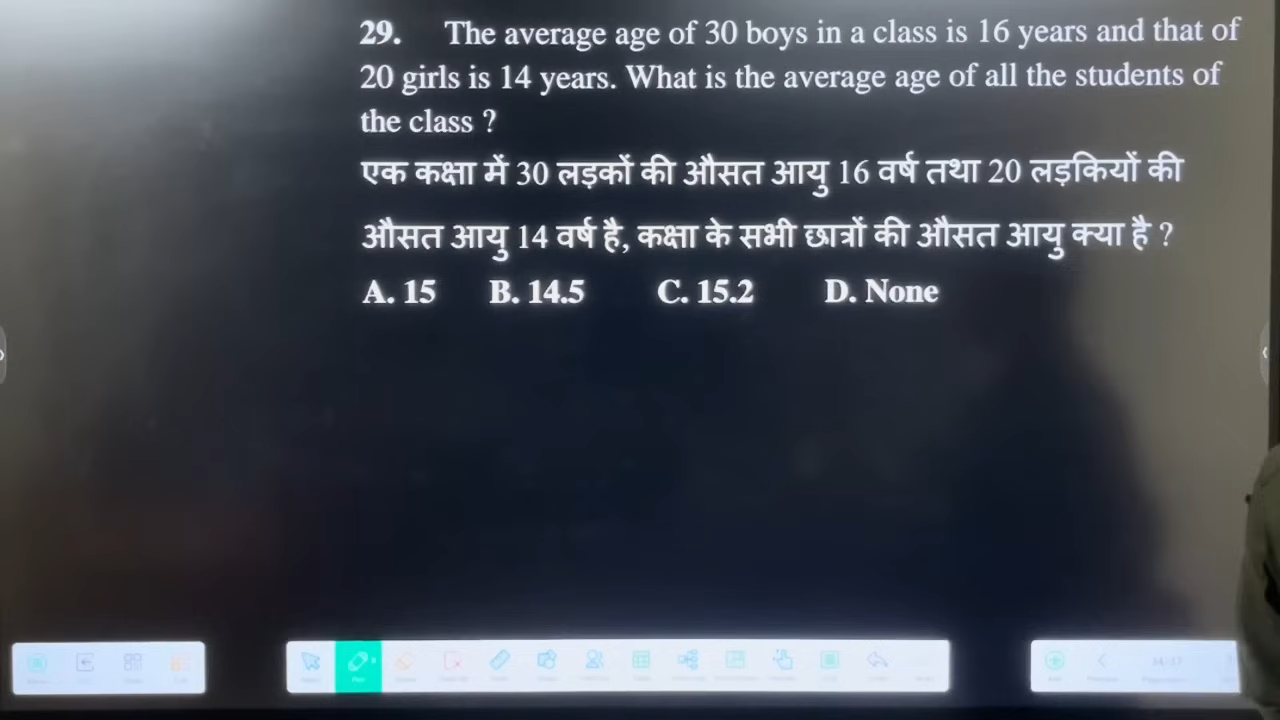 29. The average age of 30 boys in a class is 16 years and that of
20 girls is 14 years. What is the average age of all the students of
the class ?
एक कक्षा में 30 लड़कों की औसत आयु 16 वर्ष तथा 20 लड़कियों की
औसत आयु 14 वर्ष है, कक्षा के सभी छात्रों की औसत आयु क्या है ?
A. 15 B. 14.5 C. 15.2 D. None